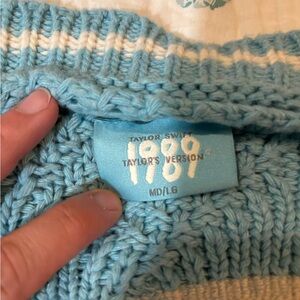 TAYLOR SWIFT
1989
TAYLOR'S VERSION
MD/LG